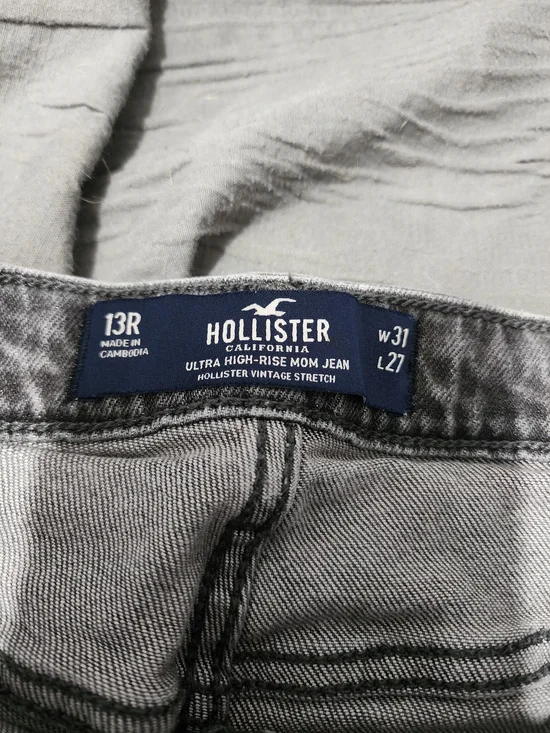 13R
MADE IN
CAMBODIA
HOLLISTER
CALIFORNIA
ULTRA HIGH-RISE MOM JEAN
HOLLISTER VINTAGE STRETCH
W31
L27